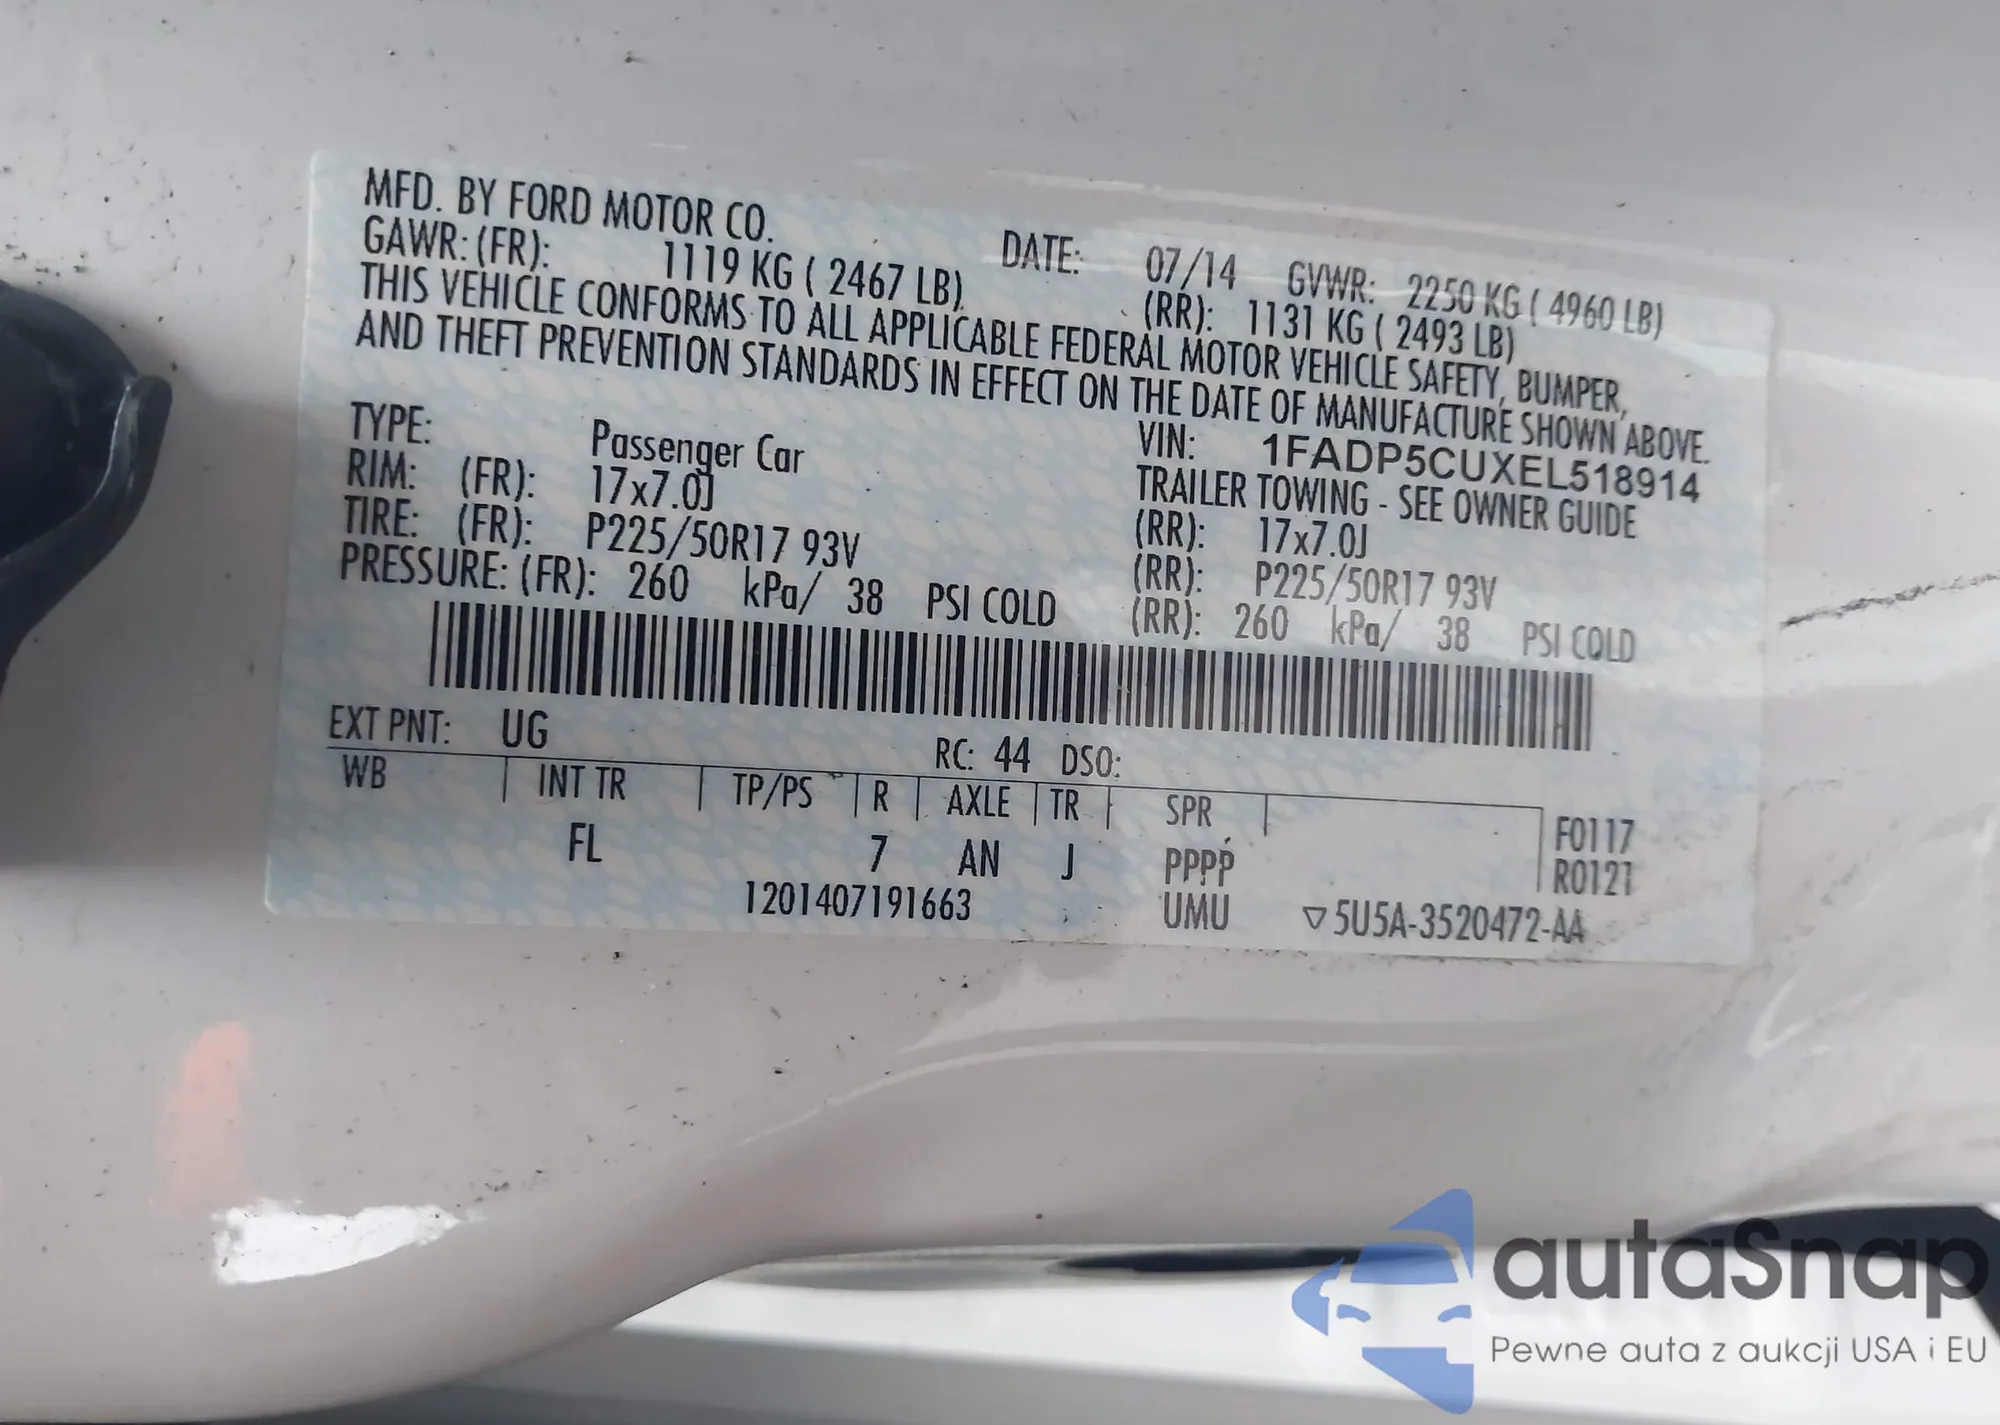 MFD. BY FORD MOTOR CO.
DATE: 07/14 GVWR: 2250 KG ( 4960 LB)
GAWR: (FR): 1119 KG ( 2467 LB) (RR): 1131 KG ( 2493 LB)
THIS VEHICLE CONFORMS TO ALL APPLICABLE FEDERAL MOTOR VEHICLE SAFETY, BUMPER,
AND THEFT PREVENTION STANDARDS IN EFFECT ON THE DATE OF MANUFACTURE SHOWN ABOVE.
VIN: 1FADP5CUXEL518914
TYPE: Passenger Car TRAILER TOWING - SEE OWNER GUIDE
RIM: (FR): 17x7.0J (RR): 17x7.0J
TIRE: (FR): P225/50R17 93V (RR): P225/50R17 93V
PRESSURE: (FR): 260 kPa/ 38 PSI COLD (RR): 260 kPa/ 38 PSI COLD
EXT PNT: UG RC: 44 DSO:
WB INT TR TP/PS R AXLE TR SPR F0117
FL 7 AN J PPPP R0121
1201407191663 UMU ▽5U5A-3520472-AA
autaSnap
Pewne auta z aukcji USA i EU